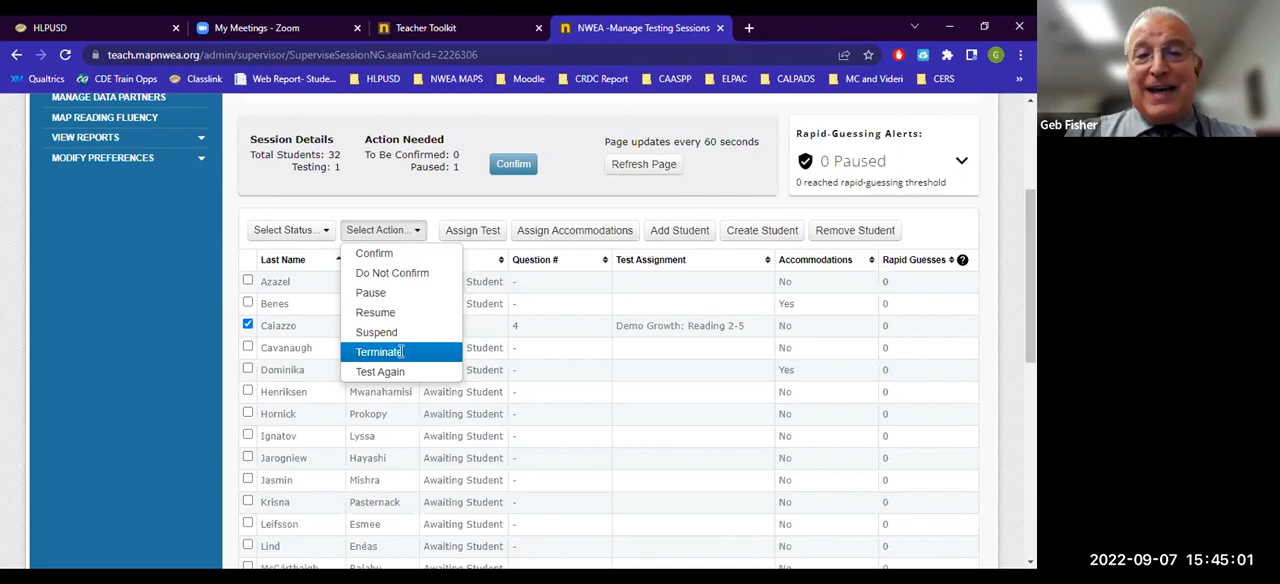 HLPUSD
My Meetings - Zoom
Teacher Toolkit
NWEA -Manage Testing Sessions
teach.mapnwea.org/admin/supervisor/SuperviseSessionNG.seam?cid=2226306
G
Qualtrics CDE Train Opps Classlink Web Report- Stude... HLPUSD NWEA MAPS Moodle CRDC Report CAASPP ELPAC CALPADS MC and Videri CERS »
MANAGE DATA PARTNERS
MAP READING FLUENCY
VIEW REPORTS
MODIFY PREFERENCES
Session Details
Total Students: 32
Testing: 1
Action Needed
To Be Confirmed: 0
Paused: 1
Confirm
Page updates every 60 seconds
Refresh Page
Rapid-Guessing Alerts:
0 Paused
0 reached rapid-guessing threshold
Select Status... Select Action... Assign Test Assign Accommodations Add Student Create Student Remove Student
Confirm
Do Not Confirm
Pause
Resume
Suspend
Terminate
Test Again
Last Name Question # Test Assignment Accommodations Rapid Guesses ?
Azazel Student - No 0
Benes - Yes 0
Caiazzo 4 Demo Growth: Reading 2-5 No 0
Cavanaugh Student - No 0
Dominika Student - Yes 0
Henriksen Mwanahamisi Awaiting Student - No 0
Hornick Prokopy Awaiting Student - No 0
Ignatov Lyssa Awaiting Student - No 0
Jarogniew Hayashi Awaiting Student - No 0
Jasmin Mishra Awaiting Student - No 0
Krisna Pasternack Awaiting Student - No 0
Leifsson Esmee Awaiting Student - No 0
Lind Enéas Awaiting Student - No 0
Geb Fisher
2022-09-07 15:45:01